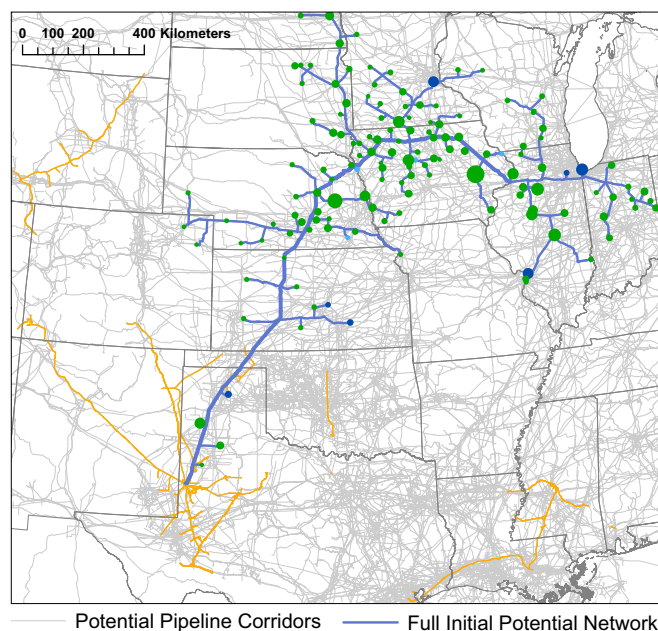 0 100 200 400 Kilometers
Potential Pipeline Corridors Full Initial Potential Network